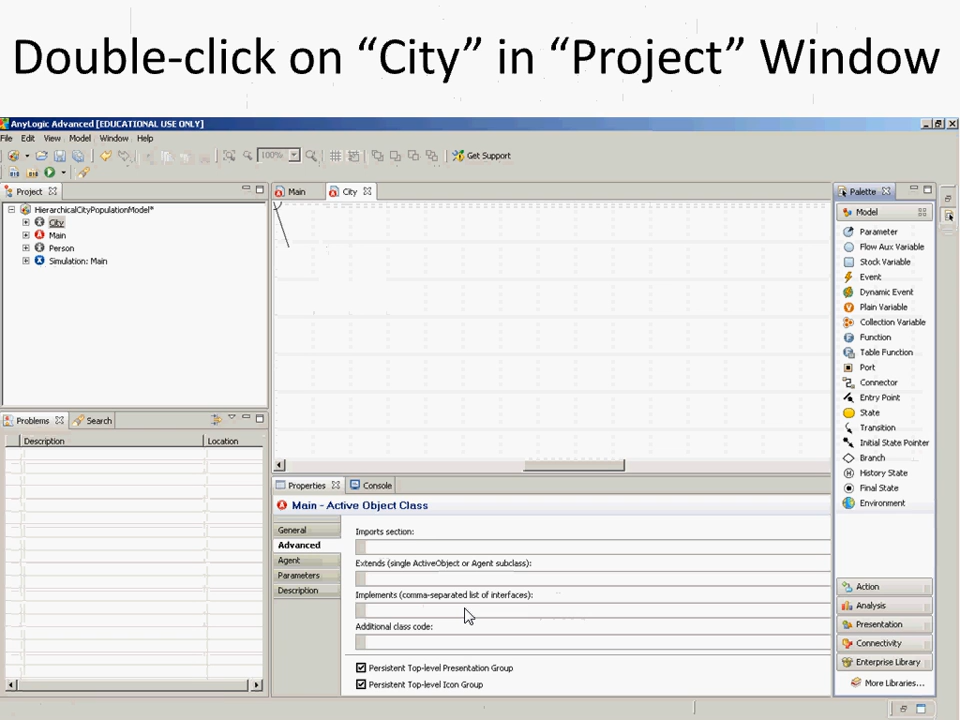 Double-click on “City” in “Project” Window
AnyLogic Advanced [EDUCATIONAL USE ONLY]
File Edit View Model Window Help
100% Get Support
Project
HierarchicalCityPopulationModel*
City
Main
Person
Simulation: Main
Problems Search
Description Location
Main City
Properties Console
Main - Active Object Class
General
Advanced
Agent
Parameters
Description
Imports section:
Extends (single ActiveObject or Agent subclass):
Implements (comma-separated list of interfaces):
Additional class code:
Persistent Top-level Presentation Group
Persistent Top-level Icon Group
Palette
Model
Parameter
Flow Aux Variable
Stock Variable
Event
Dynamic Event
Plain Variable
Collection Variable
Function
Table Function
Port
Connector
Entry Point
State
Transition
Initial State Pointer
Branch
History State
Final State
Environment
Action
Analysis
Presentation
Connectivity
Enterprise Library
More Libraries...